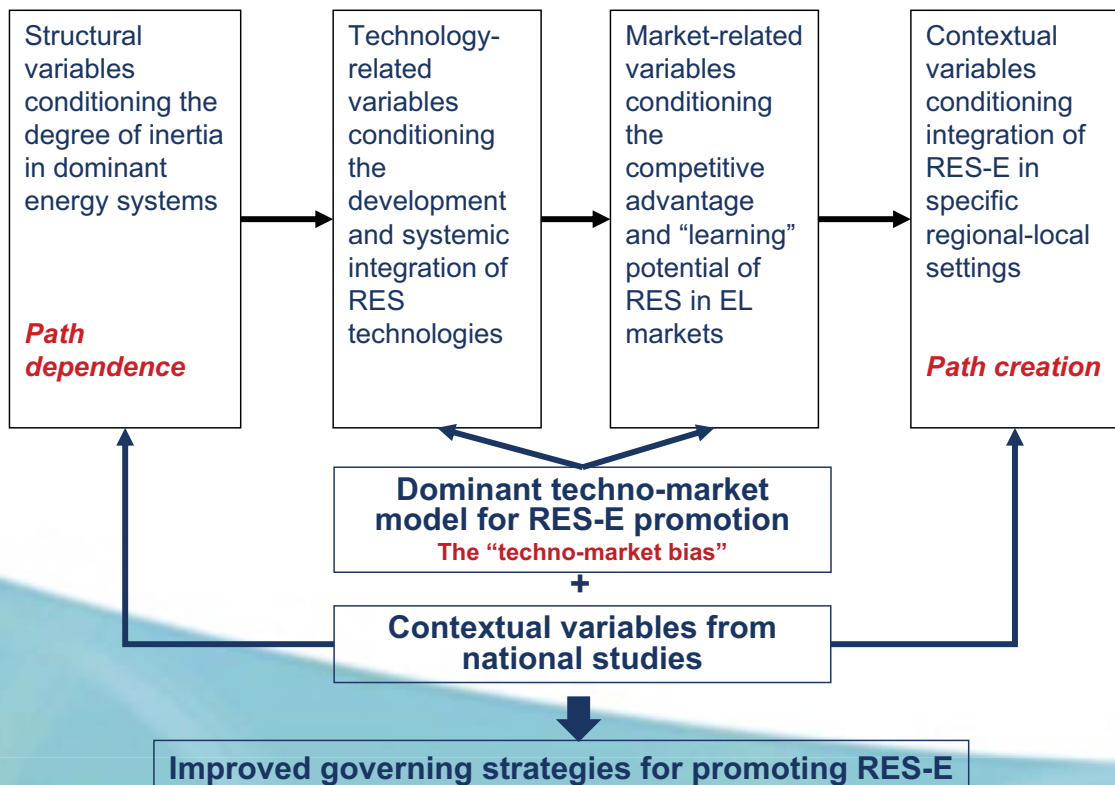 Structural
variables
conditioning the
degree of inertia
in dominant
energy systems
Path
dependence
Technology-
related
variables
conditioning
the
development
and systemic
integration of
RES
technologies
Market-related
variables
conditioning
the
competitive
advantage
and “learning”
potential of
RES in EL
markets
Contextual
variables
conditioning
integration of
RES-E in
specific
regional-local
settings
Path creation
Dominant techno-market
model for RES-E promotion
The “techno-market bias”
+
Contextual variables from
national studies
Improved governing strategies for promoting RES-E